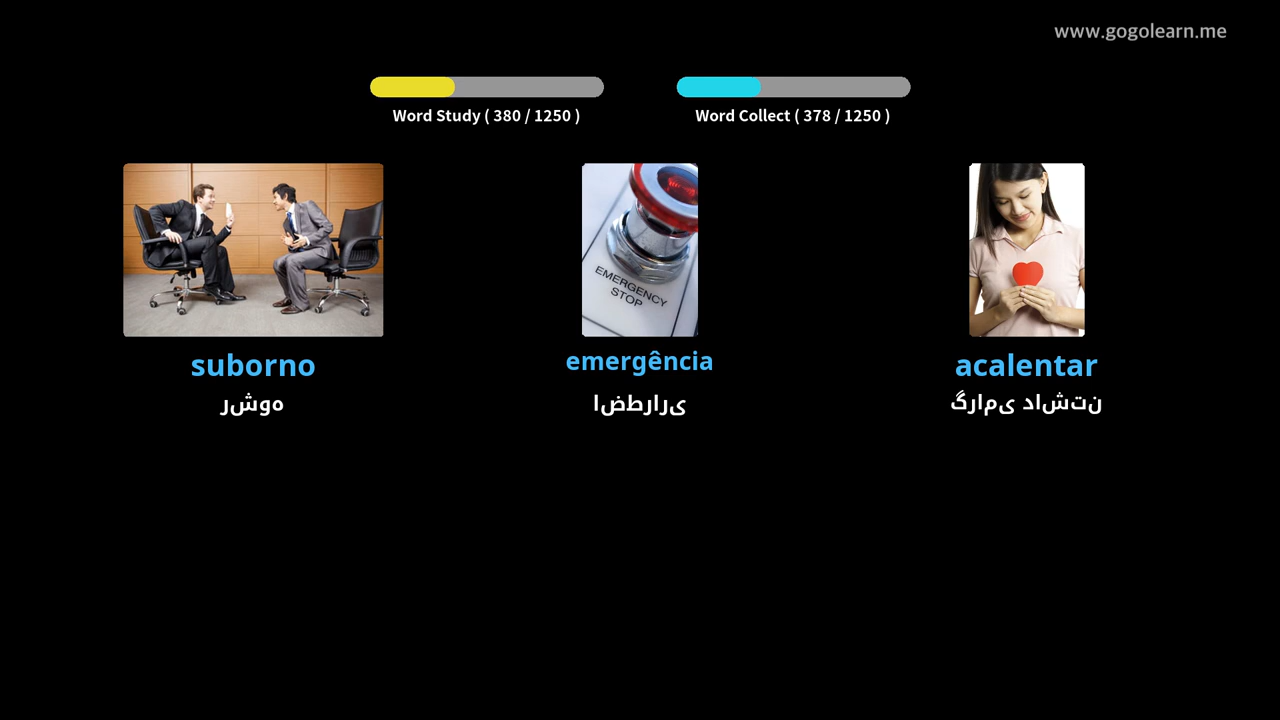 www.gogolearn.me
Word Study ( 380 / 1250 )
Word Collect ( 378 / 1250 )
EMERGENCY
STOP
suborno
emergência
acalentar
رشوه
اضطراری
گرامی داشتن